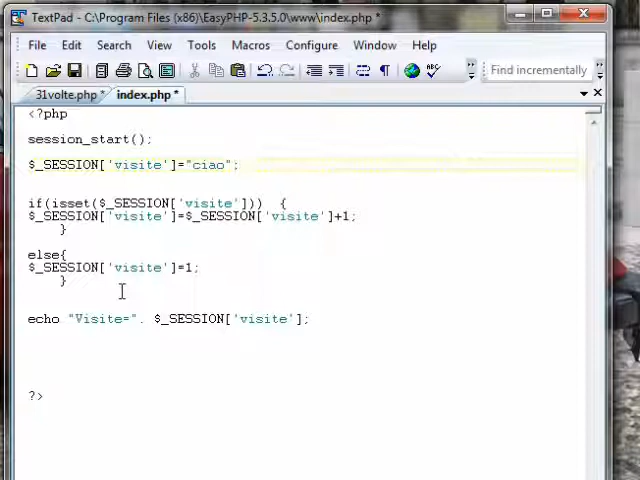 TextPad - C:\Program Files (x86)\EasyPHP-5.3.5.0\www\index.php *
File Edit Search View Tools Macros Configure Window Help
Find incrementally
31volte.php * index.php *
<?php
session_start();
$_SESSION['visite']="ciao";
if(isset($_SESSION['visite'])) {
$_SESSION['visite']=$_SESSION['visite']+1;
}
else{
$_SESSION['visite']=1;
}
echo "Visite=". $_SESSION['visite'];
?>